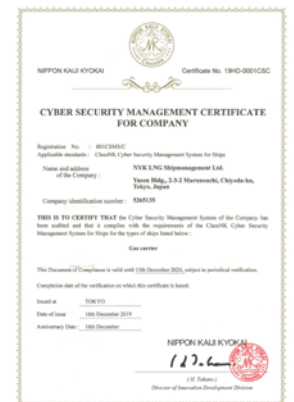 NIPPON KAIJI KYOKAI
Certificate No. 19HO-0001CSC
CYBER SECURITY MANAGEMENT CERTIFICATE
FOR COMPANY
Registration No. : H01CSMS/C
Applicable standards : ClassNK Cyber Security Management System for Ships
Name and address
of the Company :
NYK LNG Shipmanagement Ltd.
Yusen Bldg., 2-3-2 Marunouchi, Chiyoda-ku,
Tokyo, Japan
Company identification number : 5265135
THIS IS TO CERTIFY THAT the Cyber Security Management System of the Company has
been audited and that it complies with the requirements of the ClassNK Cyber Security
Management System for Ships for the types of ships listed below :
Gas carrier
This Document of Compliance is valid until 15th December 2024, subject to periodical verification.
Completion date of the verification on which this certificate is based:
Issued at TOKYO
Date of issue 16th December 2019
Anniversary Date : 16th December
NIPPON KAIJI KYOKAI
Director of Innovation Development Division